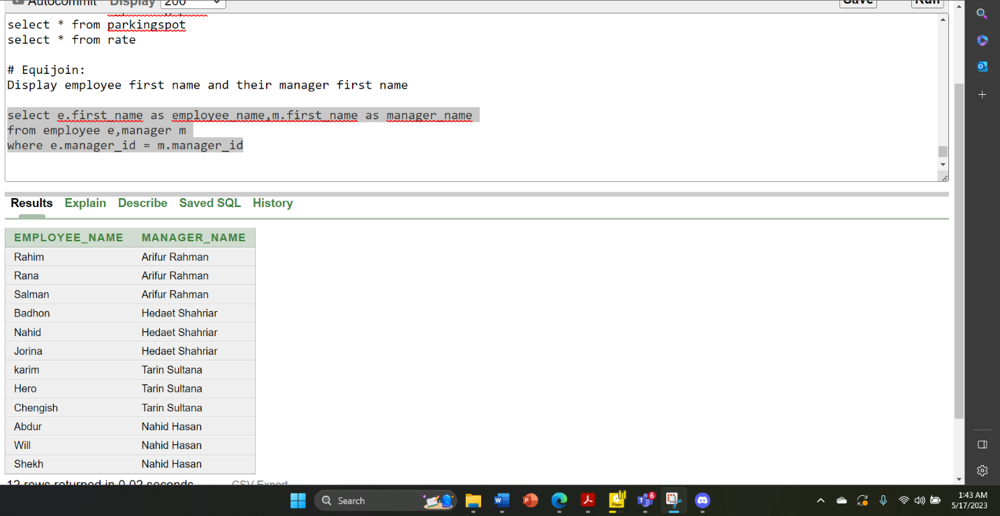 Autocommit Display 200 Save Run
select * from parkingspot
select * from rate
# Equijoin:
Display employee first name and their manager first name
select e.first_name as employee_name,m.first_name as manager_name
from employee e,manager m
where e.manager_id = m.manager_id
Results Explain Describe Saved SQL History
EMPLOYEE_NAME MANAGER_NAME
Rahim Arifur Rahman
Rana Arifur Rahman
Salman Arifur Rahman
Badhon Hedaet Shahriar
Nahid Hedaet Shahriar
Jorina Hedaet Shahriar
karim Tarin Sultana
Hero Tarin Sultana
Chengish Tarin Sultana
Abdur Nahid Hasan
Will Nahid Hasan
Shekh Nahid Hasan
12 rows returned in 0.02 seconds CSV Export
Search 6 1:43 AM
5/17/2023